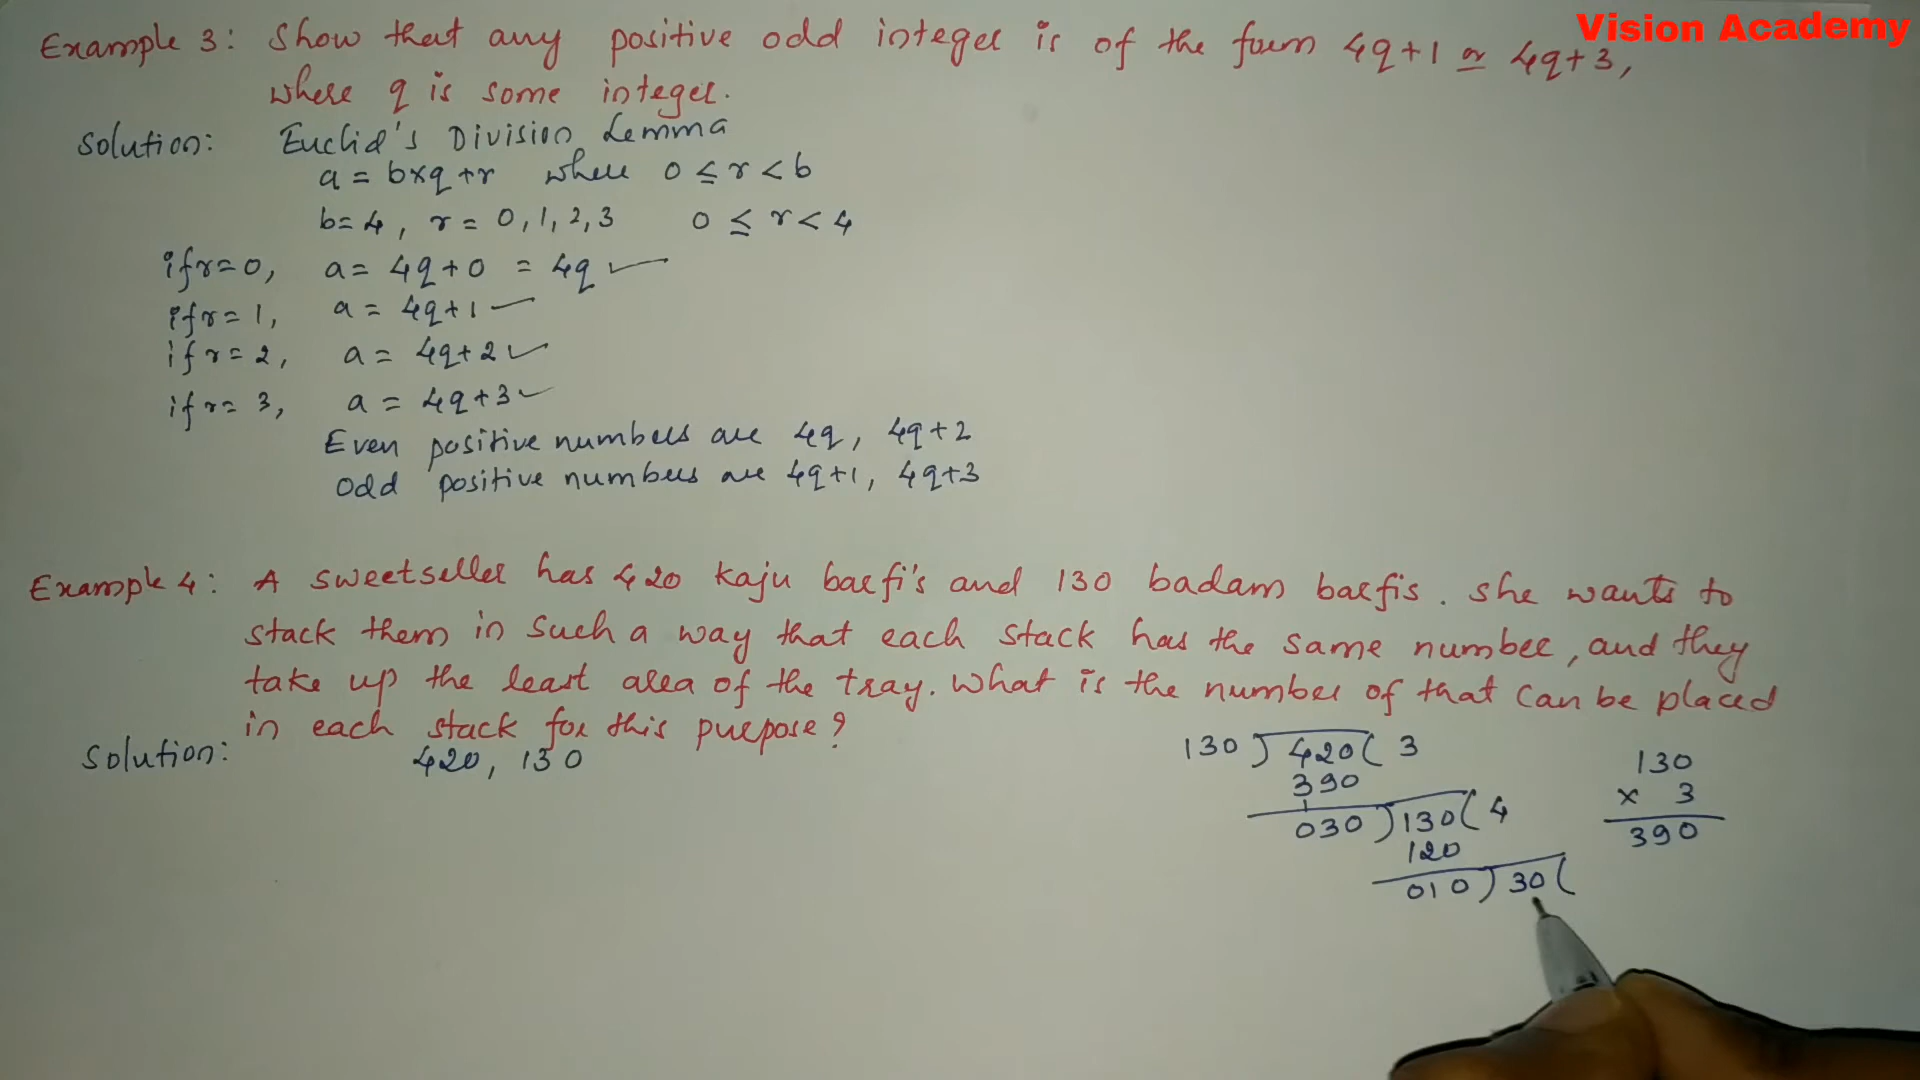 Vision Academy
Example 3: Show that any positive odd integer is of the form 4q+1 or 4q+3,
where q is some integer.
Solution: Euclid's Division Lemma
a = b×q+r where 0 ≤ r < b
b=4, r = 0,1,2,3 0 ≤ r < 4
if r=0, a = 4q+0 = 4q
if r=1, a = 4q+1
if r=2, a = 4q+2
if r=3, a = 4q+3
Even positive numbers are 4q, 4q+2
Odd positive numbers are 4q+1, 4q+3
Example 4: A sweetseller has 420 kaju barfi's and 130 badam barfis. She wants to
stack them in such a way that each stack has the same number, and they
take up the least area of the tray. What is the number of that can be placed
in each stack for this purpose?
Solution: 420, 130
130 ) 420 ( 3
390
030 ) 130 ( 4
120
010 ) 30 (
130
× 3
390